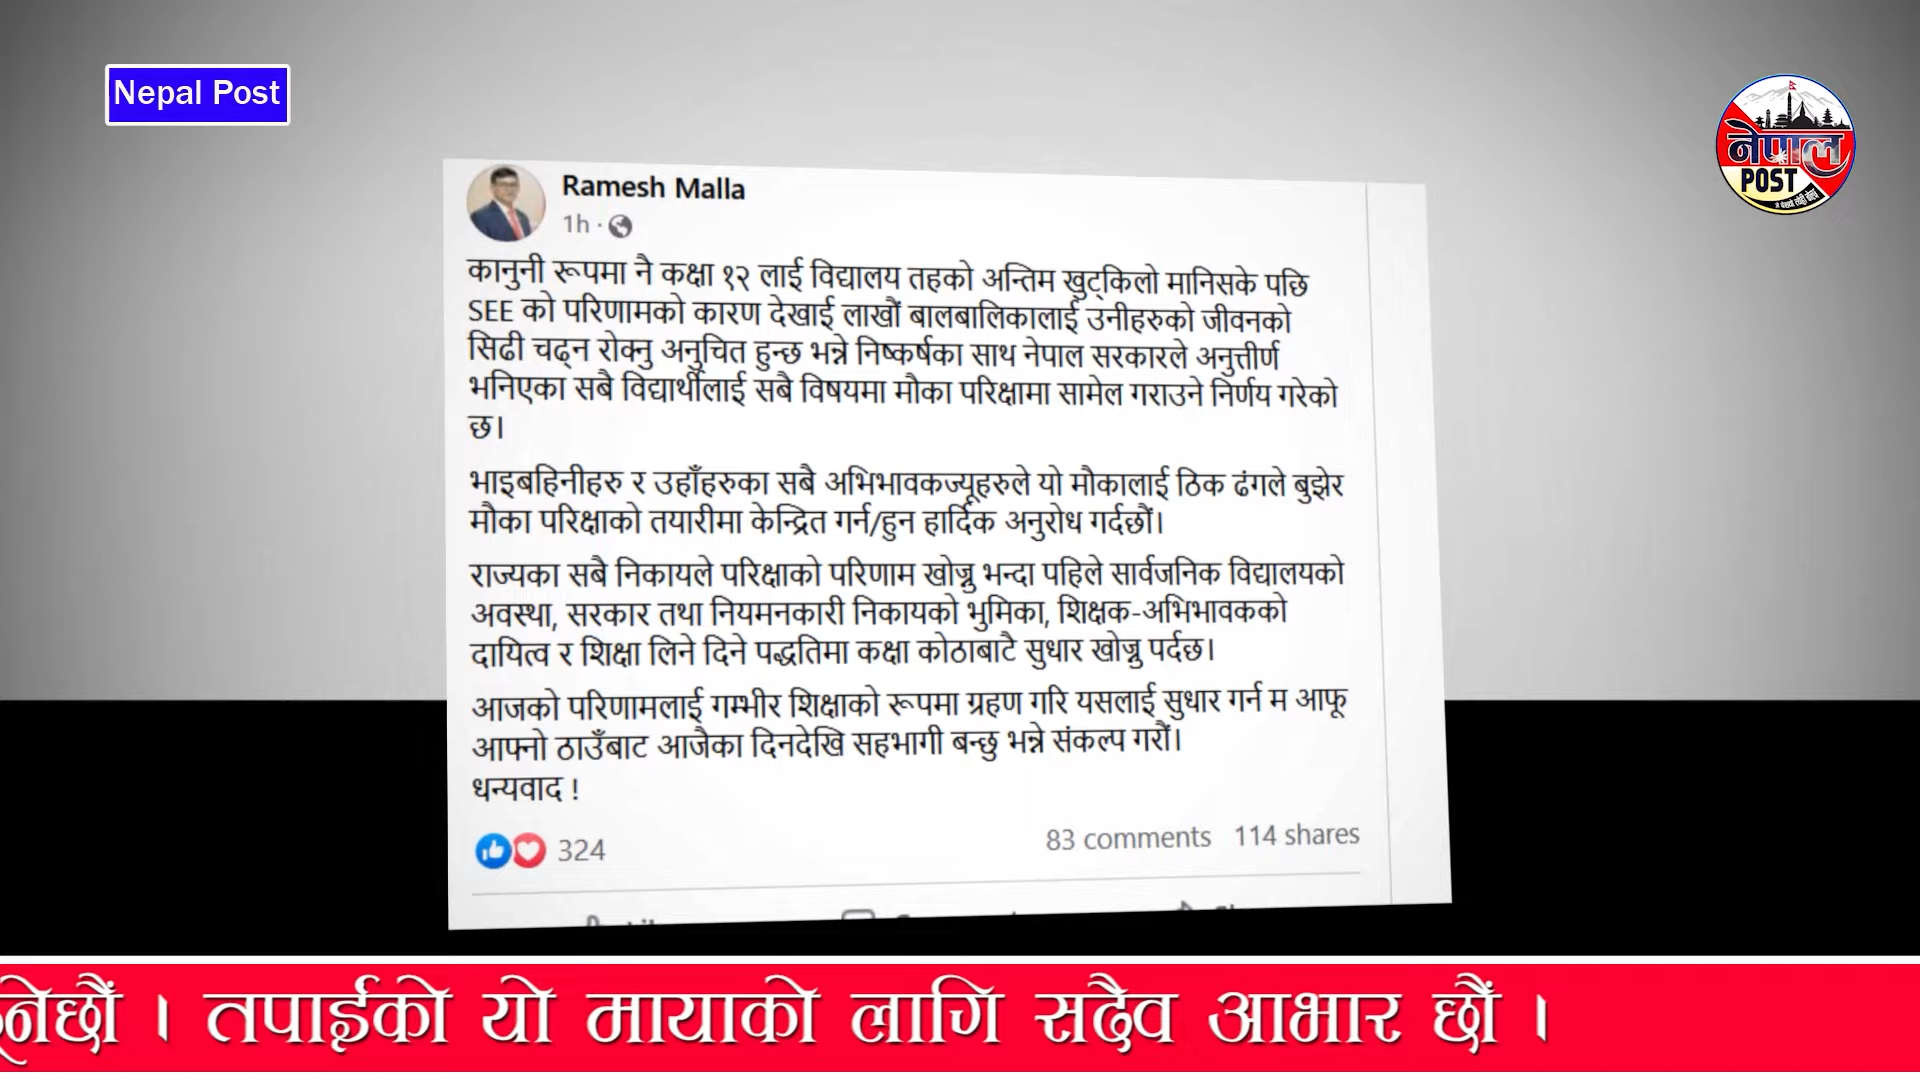 Nepal Post
नेपाल
POST
Ramesh Malla
1h ·
कानुनी रूपमा नै कक्षा १२ लाई विद्यालय तहको अन्तिम खुट्किलो मानिसके पछि
SEE को परिणामको कारण देखाई लाखौं बालबालिकालाई उनीहरुको जीवनको
सिढी चढ्न रोक्नु अनुचित हुन्छ भन्ने निष्कर्षका साथ नेपाल सरकारले अनुत्तीर्ण
भनिएका सबै विद्यार्थीलाई सबै विषयमा मौका परिक्षामा सामेल गराउने निर्णय गरेको
छ।
भाइबहिनीहरु र उहाँहरुका सबै अभिभावकज्यूहरुले यो मौकालाई ठिक ढंगले बुझेर
मौका परिक्षाको तयारीमा केन्द्रित गर्न/हुन हार्दिक अनुरोध गर्दछौं।
राज्यका सबै निकायले परिक्षाको परिणाम खोज्नु भन्दा पहिले सार्वजनिक विद्यालयको
अवस्था, सरकार तथा नियमनकारी निकायको भुमिका, शिक्षक-अभिभावकको
दायित्व र शिक्षा लिने दिने पद्धतिमा कक्षा कोठाबाटै सुधार खोज्नु पर्दछ।
आजको परिणामलाई गम्भीर शिक्षाको रूपमा ग्रहण गरि यसलाई सुधार गर्न म आफू
आफ्नो ठाउँबाट आजैका दिनदेखि सहभागी बन्छु भन्ने संकल्प गरौं।
धन्यवाद !
324
83 comments 114 shares
तपाईको यो मायाको लागि सदैव आभार छौं ।